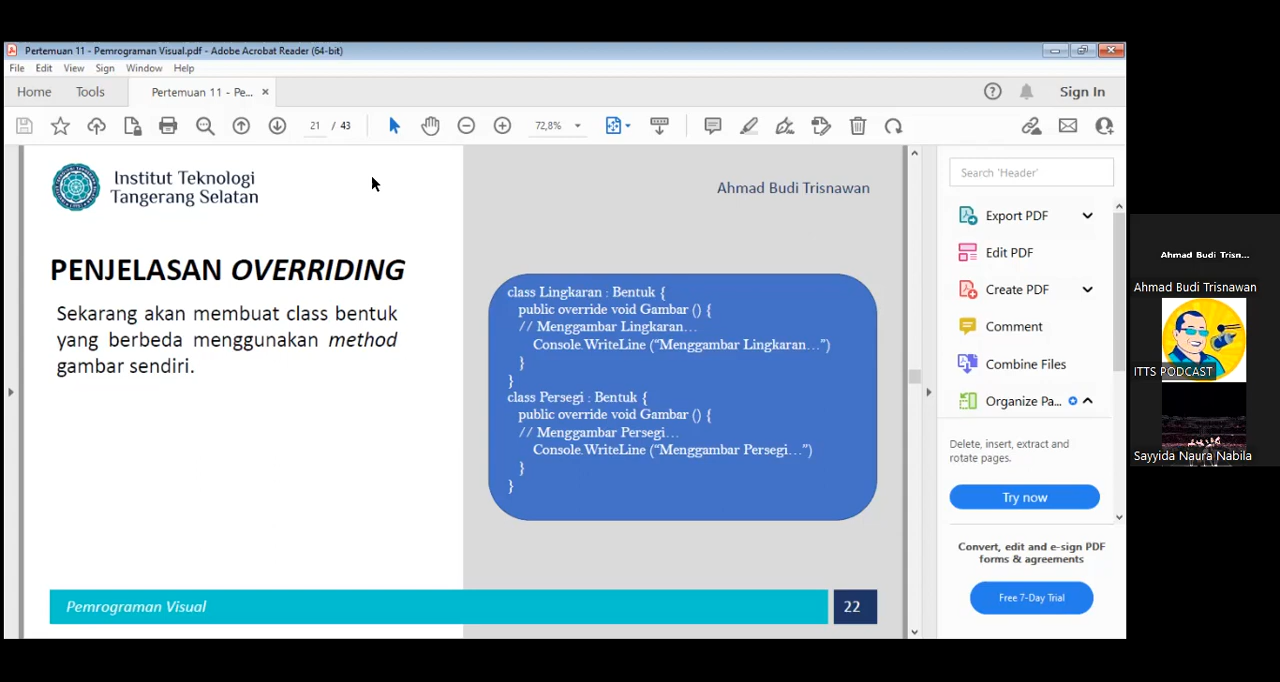 Pertemuan 11 - Pemrograman Visual.pdf - Adobe Acrobat Reader (64-bit)
File Edit View Sign Window Help
Home Tools Pertemuan 11 - Pe... ×
Sign In
21 / 43
72,8%
Institut Teknologi
Tangerang Selatan
Ahmad Budi Trisnawan
PENJELASAN OVERRIDING
Sekarang akan membuat class bentuk
yang berbeda menggunakan method
gambar sendiri.
class Lingkaran : Bentuk {
public override void Gambar () {
// Menggambar Lingkaran…
Console.WriteLine (“Menggambar Lingkaran…”)
}
}
class Persegi : Bentuk {
public override void Gambar () {
// Menggambar Persegi…
Console.WriteLine (“Menggambar Persegi…”)
}
}
Pemrograman Visual
22
Search 'Header'
Export PDF
Edit PDF
Create PDF
Comment
Combine Files
Organize Pa...
Delete, insert, extract and
rotate pages.
Try now
Convert, edit and e-sign PDF
forms & agreements
Free 7-Day Trial
Ahmad Budi Trisn...
Ahmad Budi Trisnawan
ITTS PODCAST
Sayyida Naura Nabila